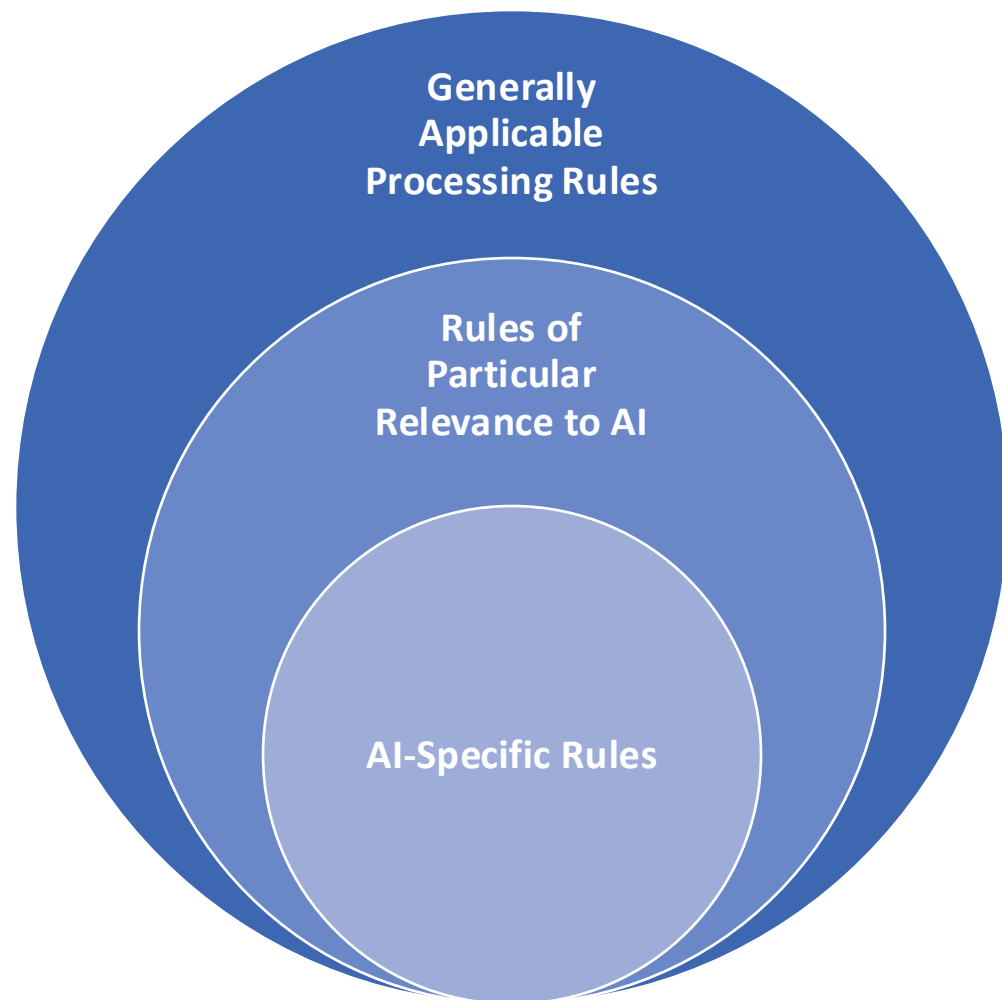 Generally
Applicable
Processing Rules
Rules of
Particular
Relevance to AI
AI-Specific Rules